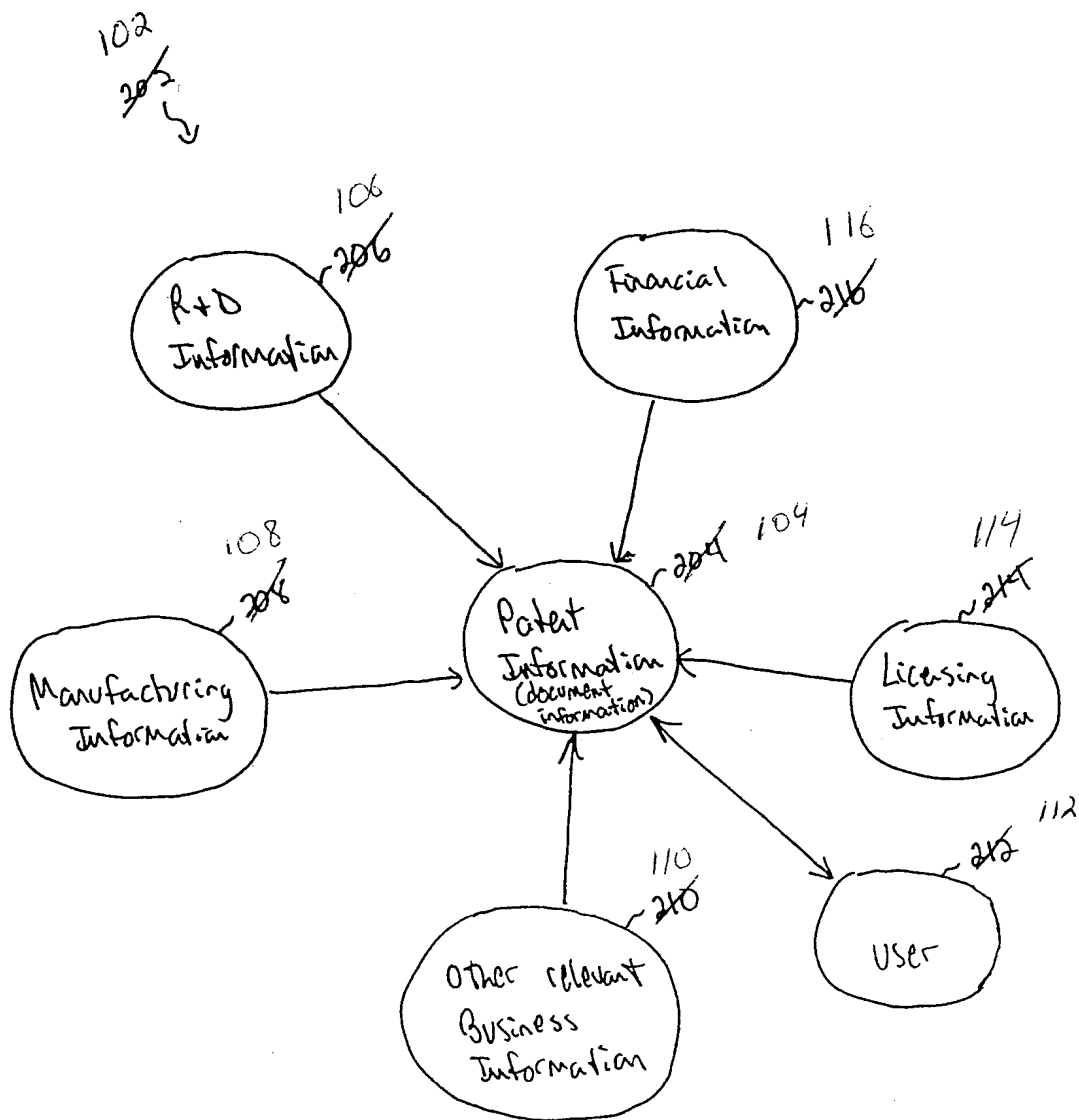 102
202
106
206
R+D
Information
116
216
Financial
Information
108
208
Manufacturing
Information
204 104
Patent
Information
(document
information)
114
214
Licensing
Information
112
212
User
110
210
Other relevant
Business
Information